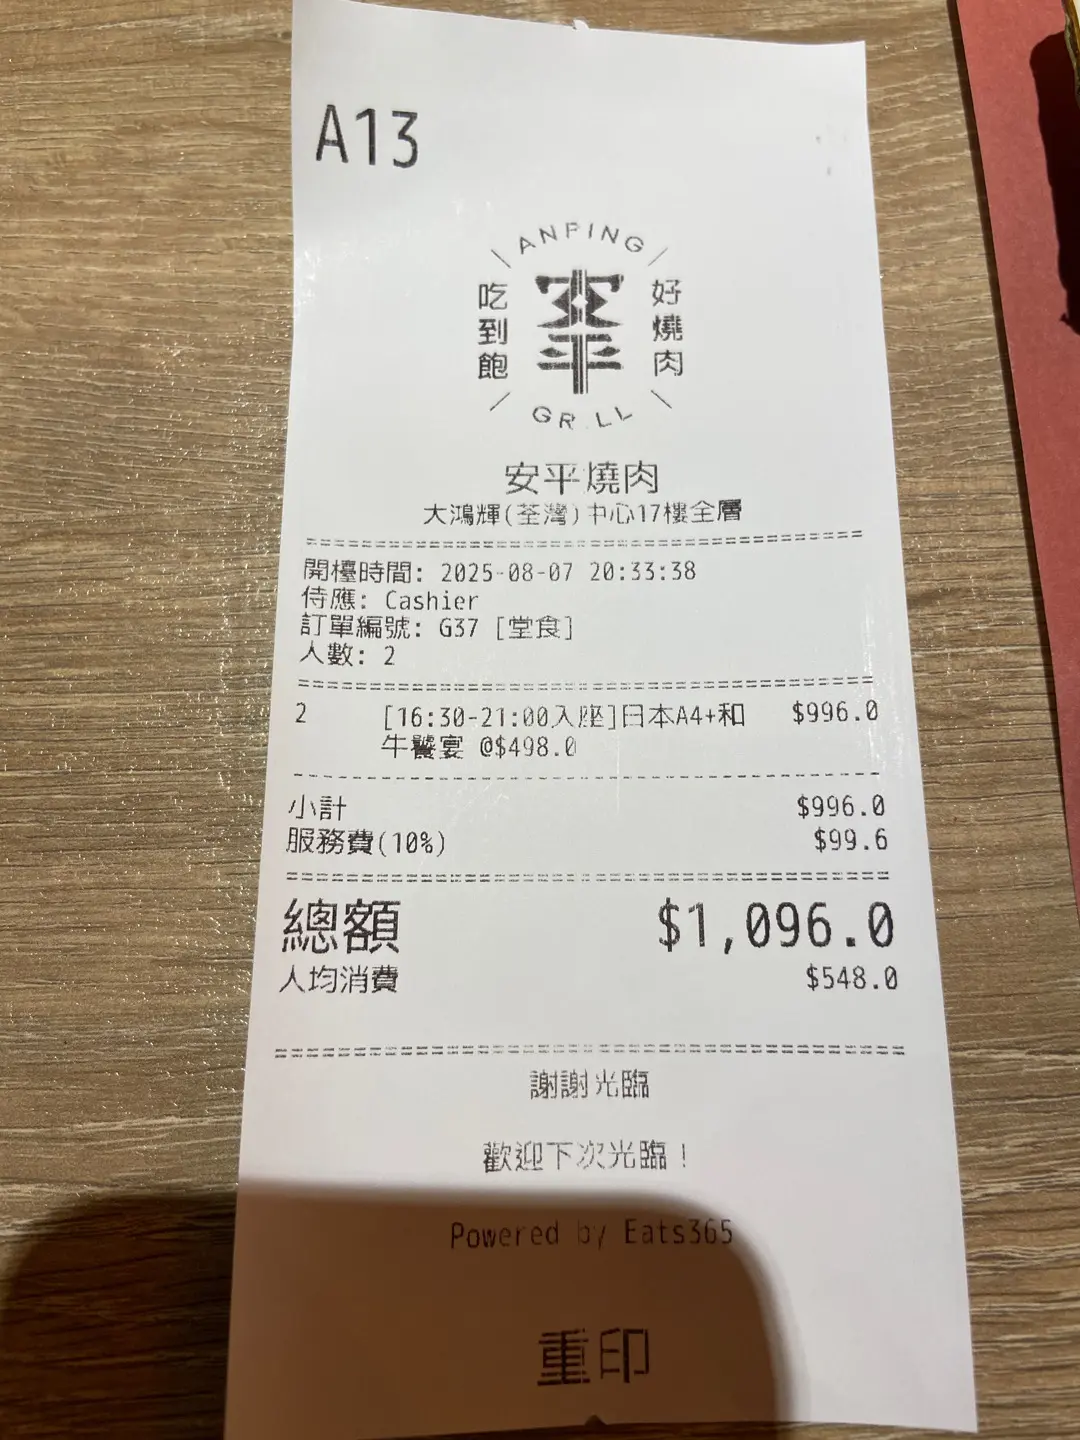 A13
ANPING
吃到飽
安平
好燒肉
GRILL
安平燒肉
大鴻輝(荃灣)中心17樓全層
開檯時間: 2025-08-07 20:33:38
侍應: Cashier
訂單編號: G37 [堂食]
人數: 2
2 [16:30-21:00入座]日本A4+和 $996.0
牛饗宴 @$498.0
小計 $996.0
服務費(10%) $99.6
總額 $1,096.0
人均消費 $548.0
謝謝光臨
歡迎下次光臨！
Powered by Eats365
重印